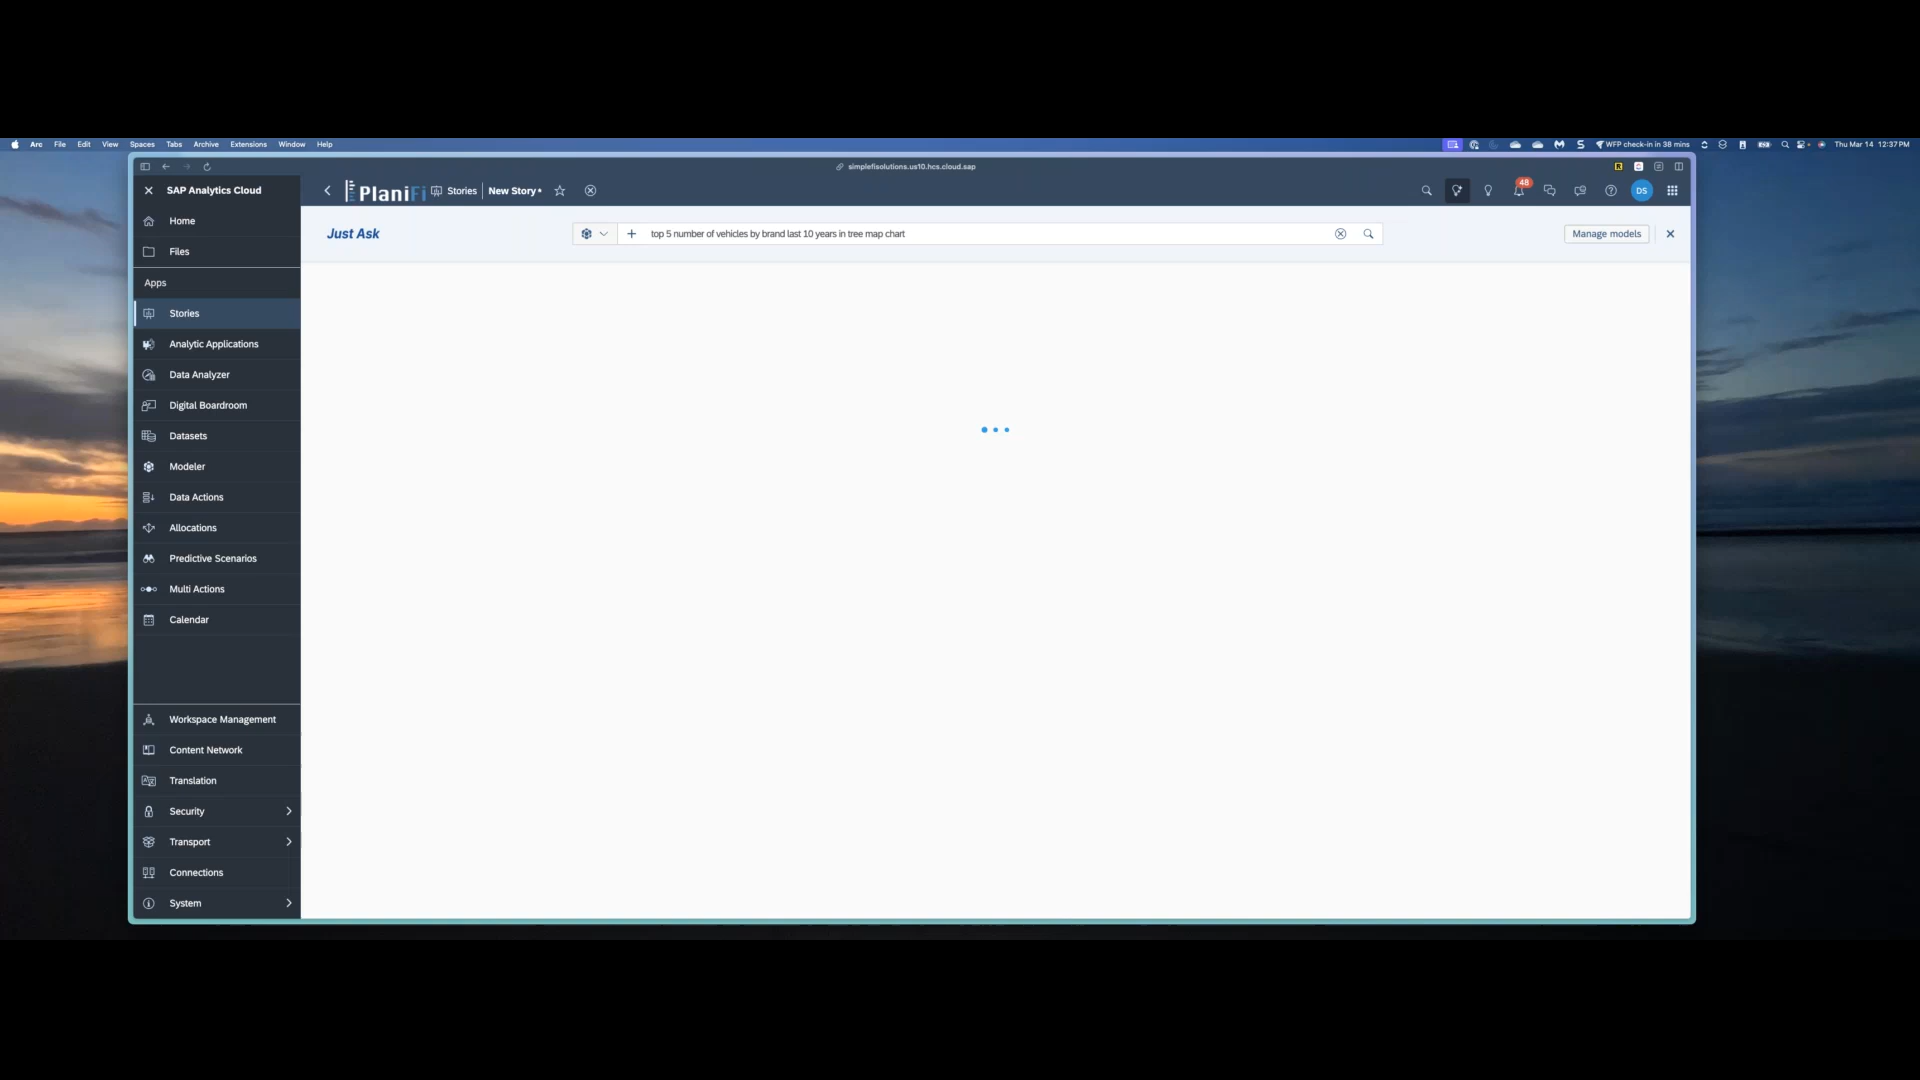 Arc File Edit View Spaces Tabs Archive Extensions Window Help
WFP check-in in 38 mins Thu Mar 14 12:37 PM
simplefisolutions.us10.hcs.cloud.sap
SAP Analytics Cloud
PlaniFi Stories New Story* 48 DS
Home
Files
Apps
Stories
Analytic Applications
Data Analyzer
Digital Boardroom
Datasets
Modeler
Data Actions
Allocations
Predictive Scenarios
Multi Actions
Calendar
Workspace Management
Content Network
Translation
Security
Transport
Connections
System
Just Ask
top 5 number of vehicles by brand last 10 years in tree map chart
Manage models